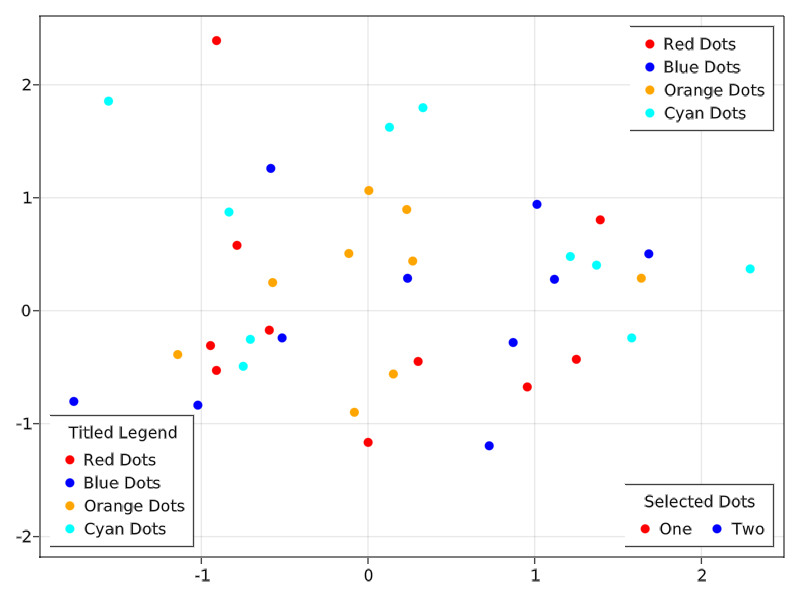 Red Dots
Blue Dots
Orange Dots
Cyan Dots
2
1
0
-1
-2
Titled Legend
Red Dots
Blue Dots
Orange Dots
Cyan Dots
Selected Dots
One Two
-1 0 1 2